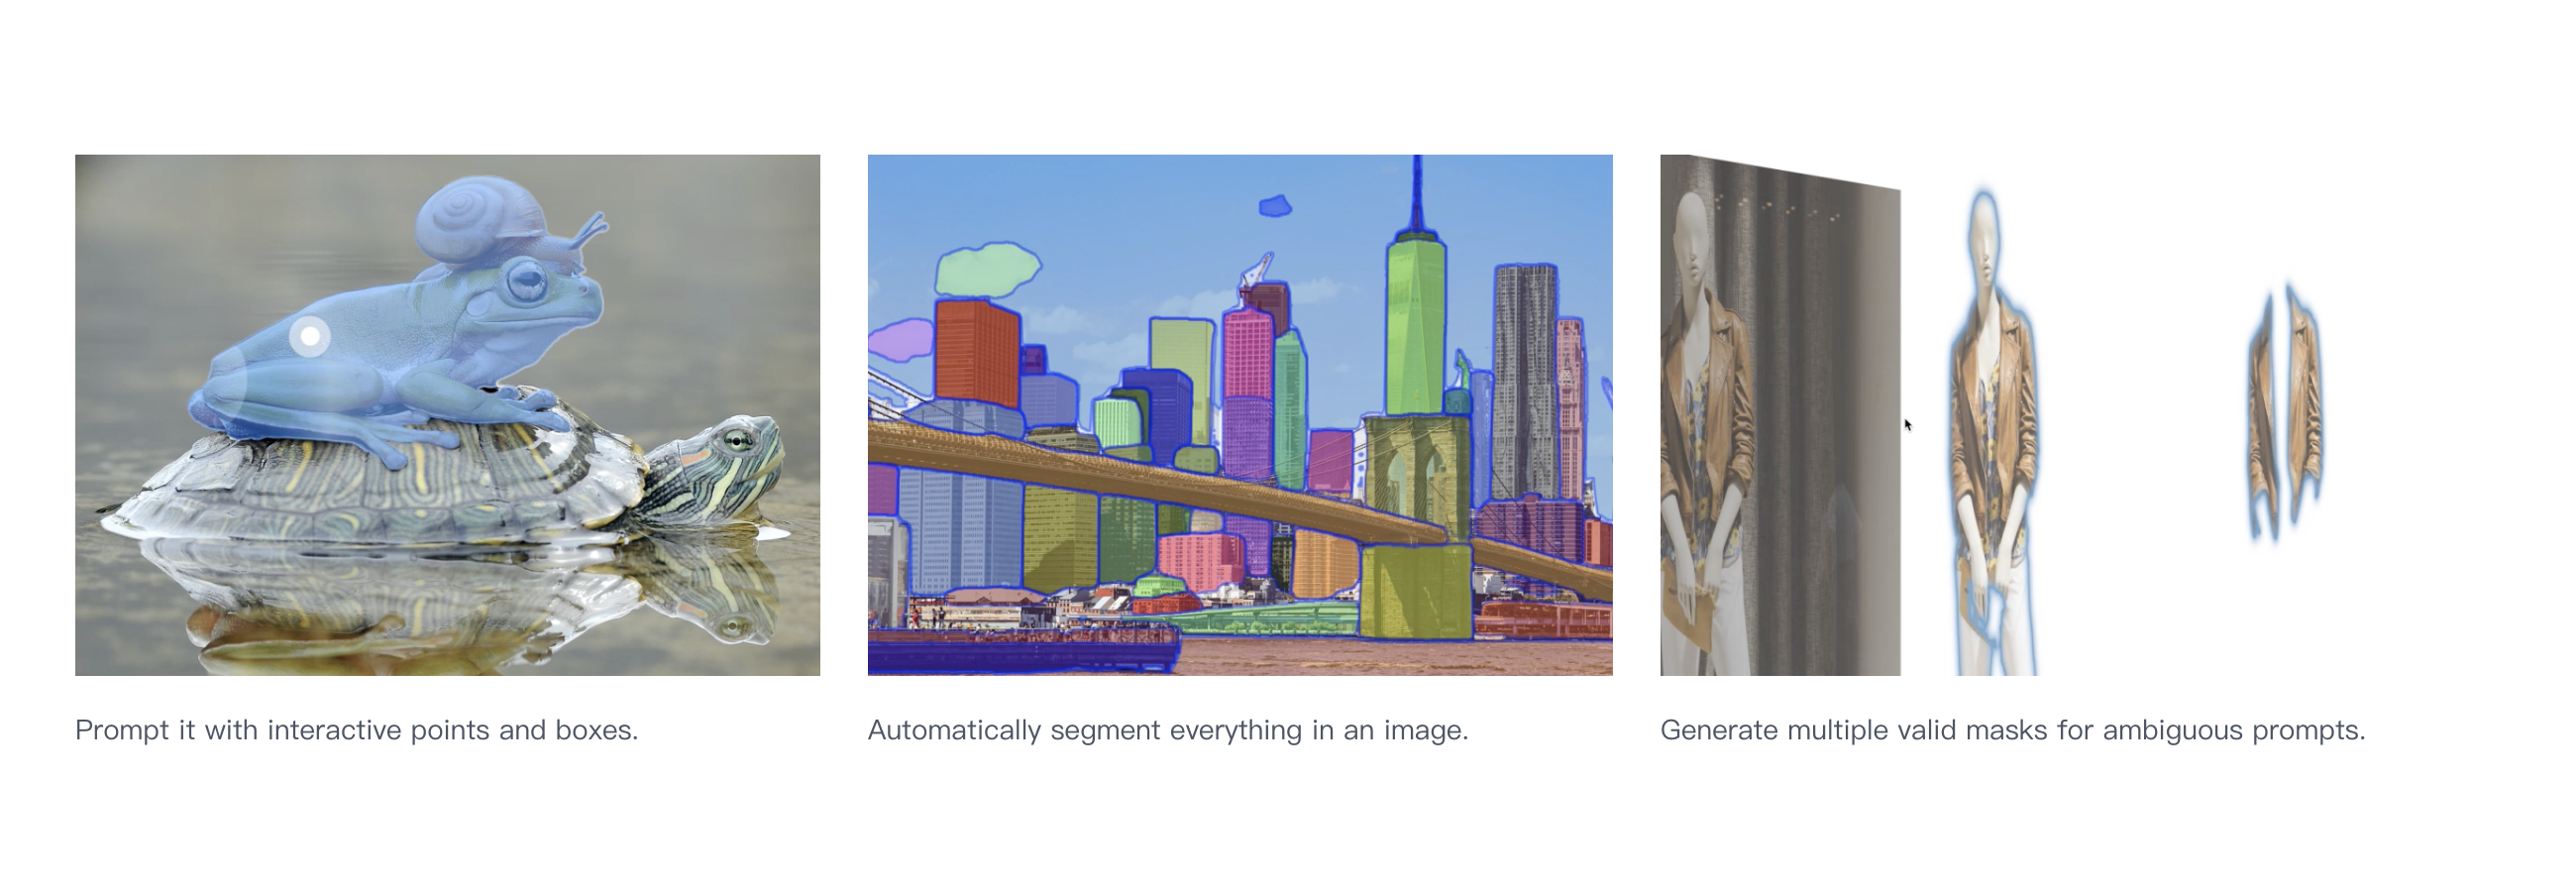 Prompt it with interactive points and boxes.
Automatically segment everything in an image.
Generate multiple valid masks for ambiguous prompts.